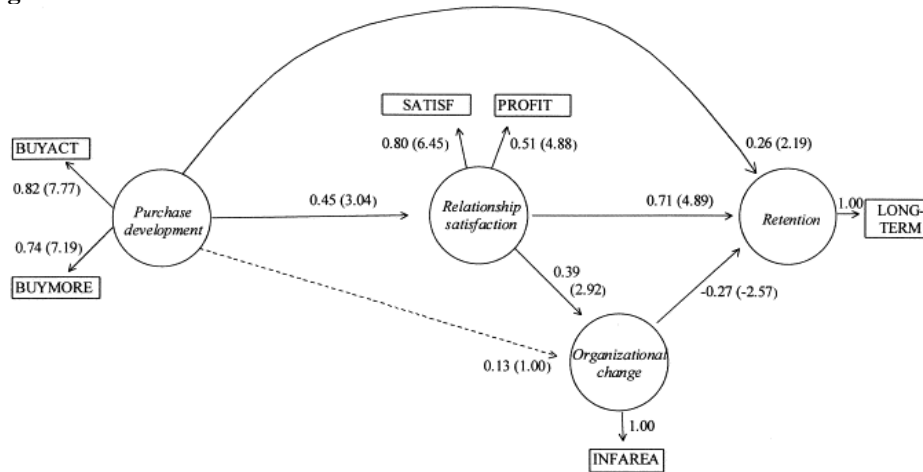 SATISF
PROFIT
0.80 (6.45)
0.51 (4.88)
0.26 (2.19)
BUYACT
0.82 (7.77)
Purchase
development
0.45 (3.04)
Relationship
satisfaction
0.71 (4.89)
Retention
1.00
LONG-
TERM
0.74 (7.19)
BUYMORE
0.39
(2.92)
-0.27 (-2.57)
0.13 (1.00)
Organizational
change
1.00
INFAREA